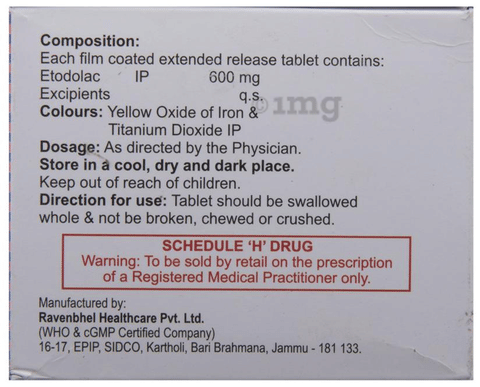 Composition:
Each film coated extended release tablet contains:
Etodolac IP 600 mg
Excipients q.s.
1mg
Colours: Yellow Oxide of Iron &
Titanium Dioxide IP
Dosage: As directed by the Physician.
Store in a cool, dry and dark place.
Keep out of reach of children.
Direction for use: Tablet should be swallowed
whole & not be broken, chewed or crushed.
SCHEDULE ‘H’ DRUG
Warning: To be sold by retail on the prescription
of a Registered Medical Practitioner only.
Manufactured by:
Ravenbhel Healthcare Pvt. Ltd.
(WHO & cGMP Certified Company)
16-17, EPIP, SIDCO, Kartholi, Bari Brahmana, Jammu - 181 133.